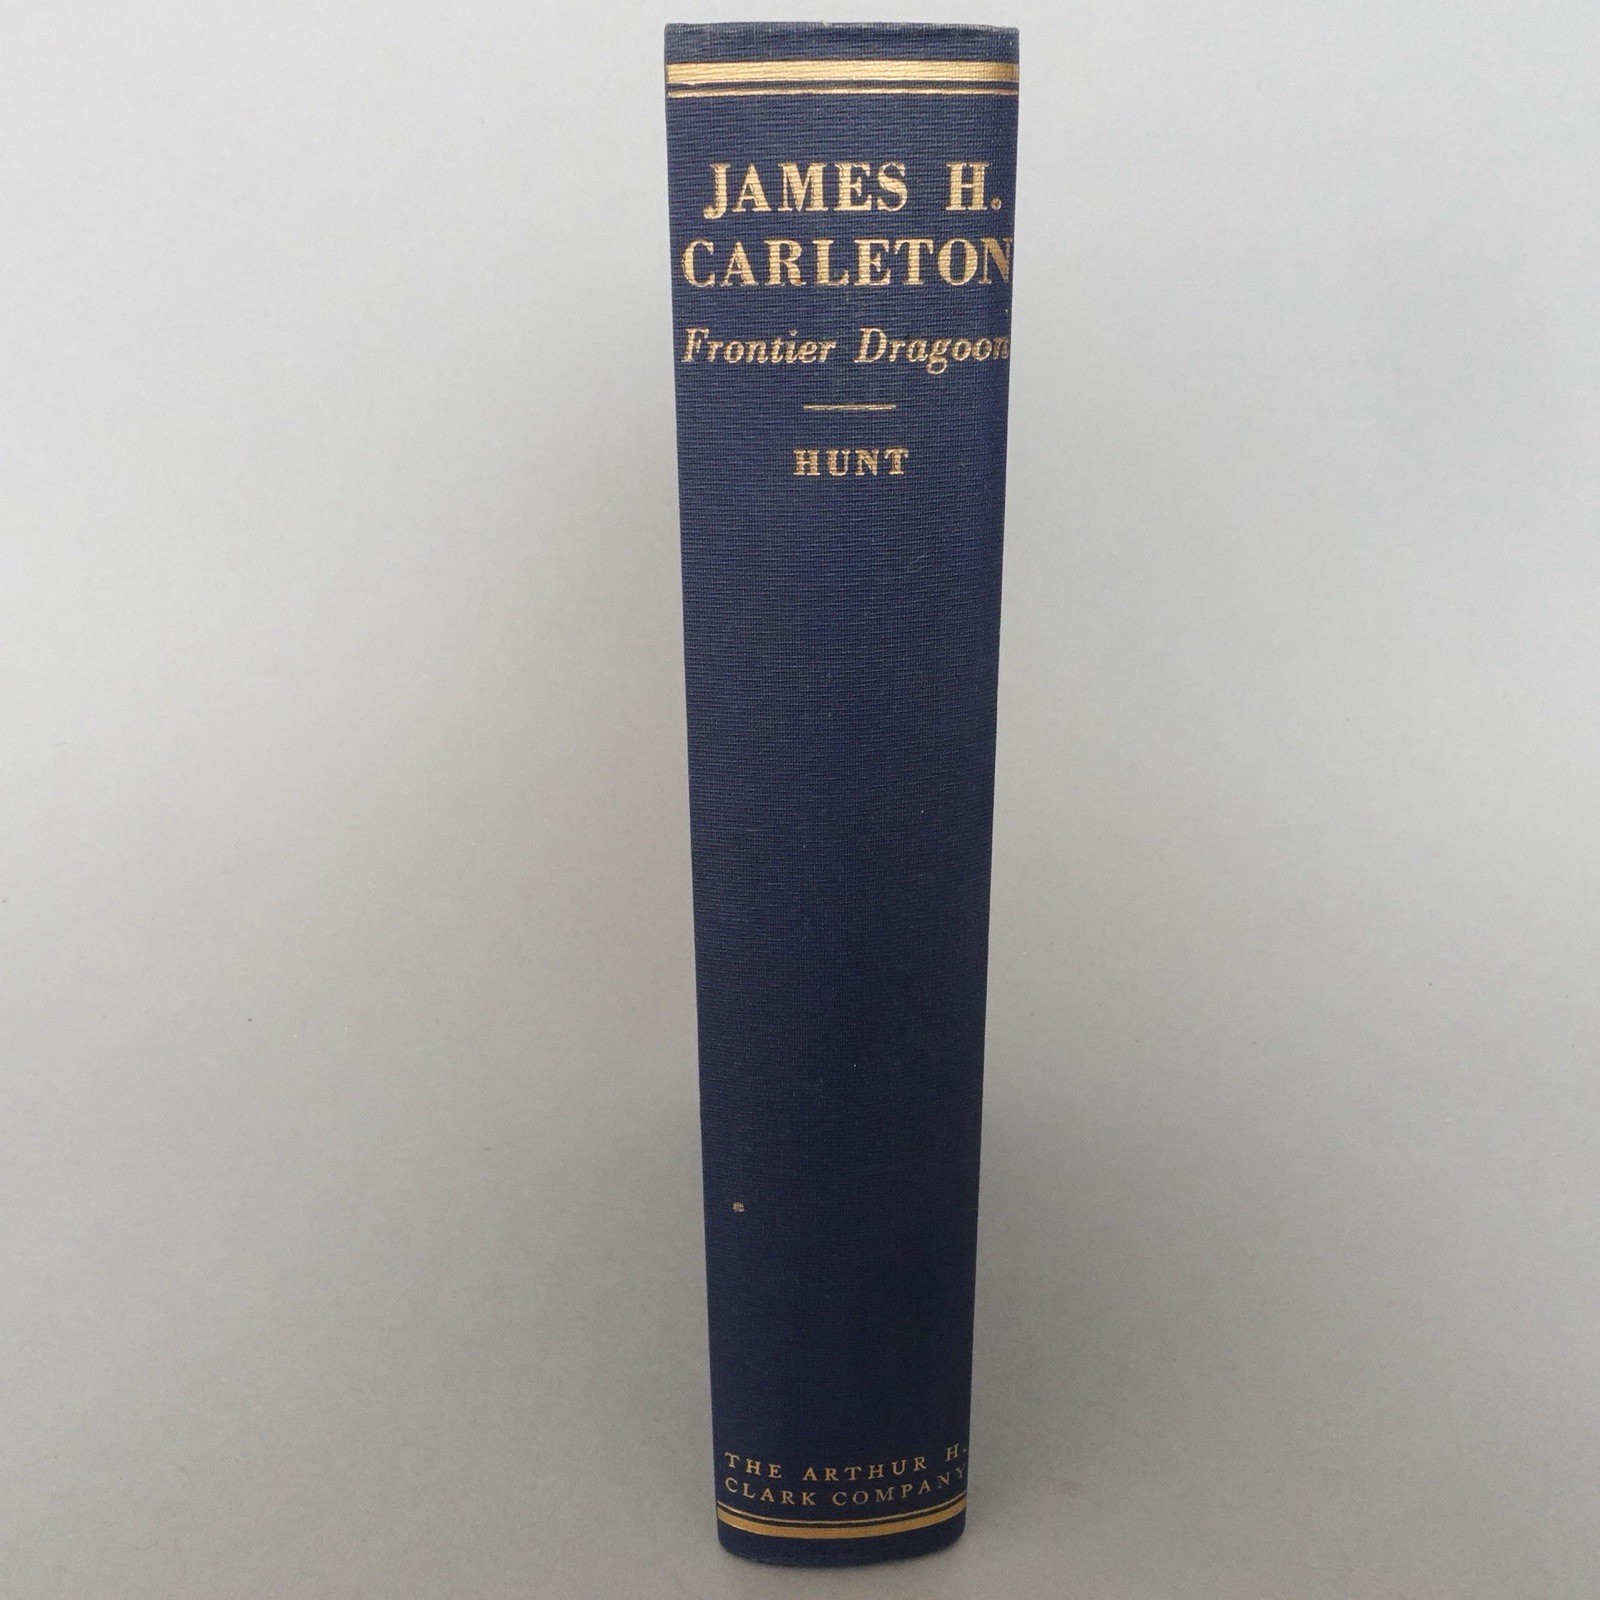 JAMES H.
CARLETON
Frontier Dragoon
HUNT
THE ARTHUR H.
CLARK COMPANY